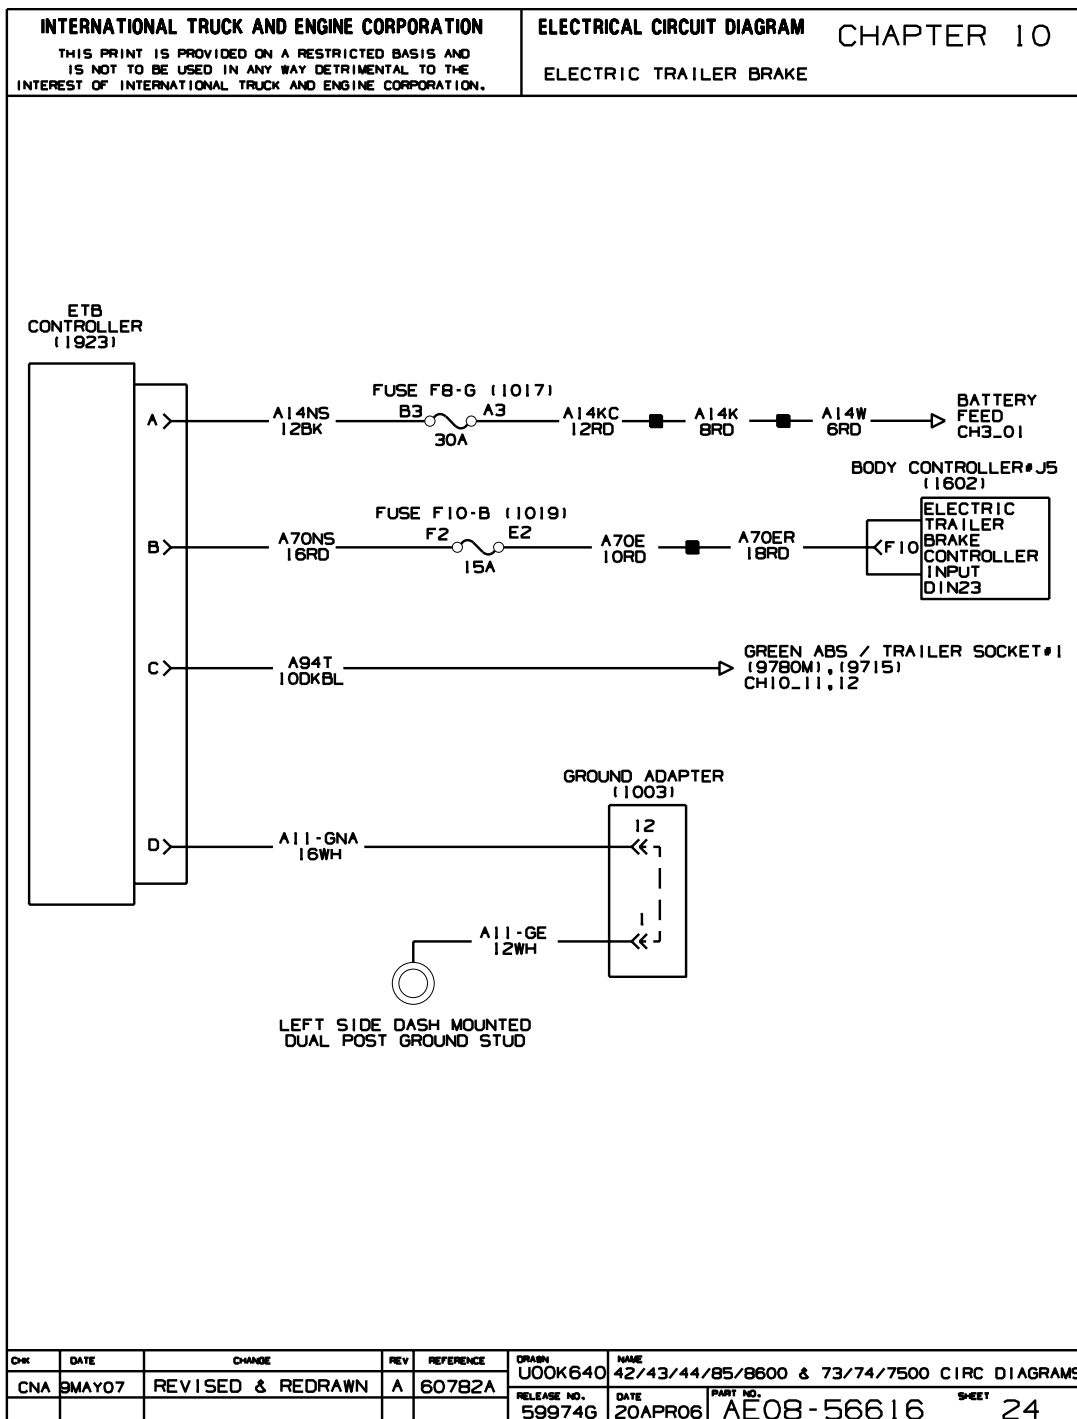 INTERNATIONAL TRUCK AND ENGINE CORPORATION
THIS PRINT IS PROVIDED ON A RESTRICTED BASIS AND
IS NOT TO BE USED IN ANY WAY DETRIMENTAL TO THE
INTEREST OF INTERNATIONAL TRUCK AND ENGINE CORPORATION.
ELECTRICAL CIRCUIT DIAGRAM
CHAPTER 10
ELECTRIC TRAILER BRAKE
ETB
CONTROLLER
(1923)
A
A14NS
12BK
FUSE F8-G (1017)
B3
A3
30A
A14KC
12RD
A14K
8RD
A14W
6RD
BATTERY
FEED
CH3_01
BODY CONTROLLER#J5
(1602)
B
A70NS
16RD
FUSE F10-B (1019)
F2
E2
15A
A70E
10RD
A70ER
18RD
F10
ELECTRIC
TRAILER
BRAKE
CONTROLLER
INPUT
DIN23
C
A94T
10DKBL
GREEN ABS / TRAILER SOCKET#1
(9780M),(9715)
CH10_11,12
GROUND ADAPTER
(1003)
D
A11-GNA
16WH
12
1
A11-GE
12WH
LEFT SIDE DASH MOUNTED
DUAL POST GROUND STUD
CHK DATE CHANGE REV REFERENCE
CNA 9MAY07 REVISED & REDRAWN A 60782A
DRAWN
U00K640
NAME
42/43/44/85/8600 & 73/74/7500 CIRC DIAGRAMS
RELEASE NO.
59974G
DATE
20APR06
PART NO.
AE08-56616
SHEET
24